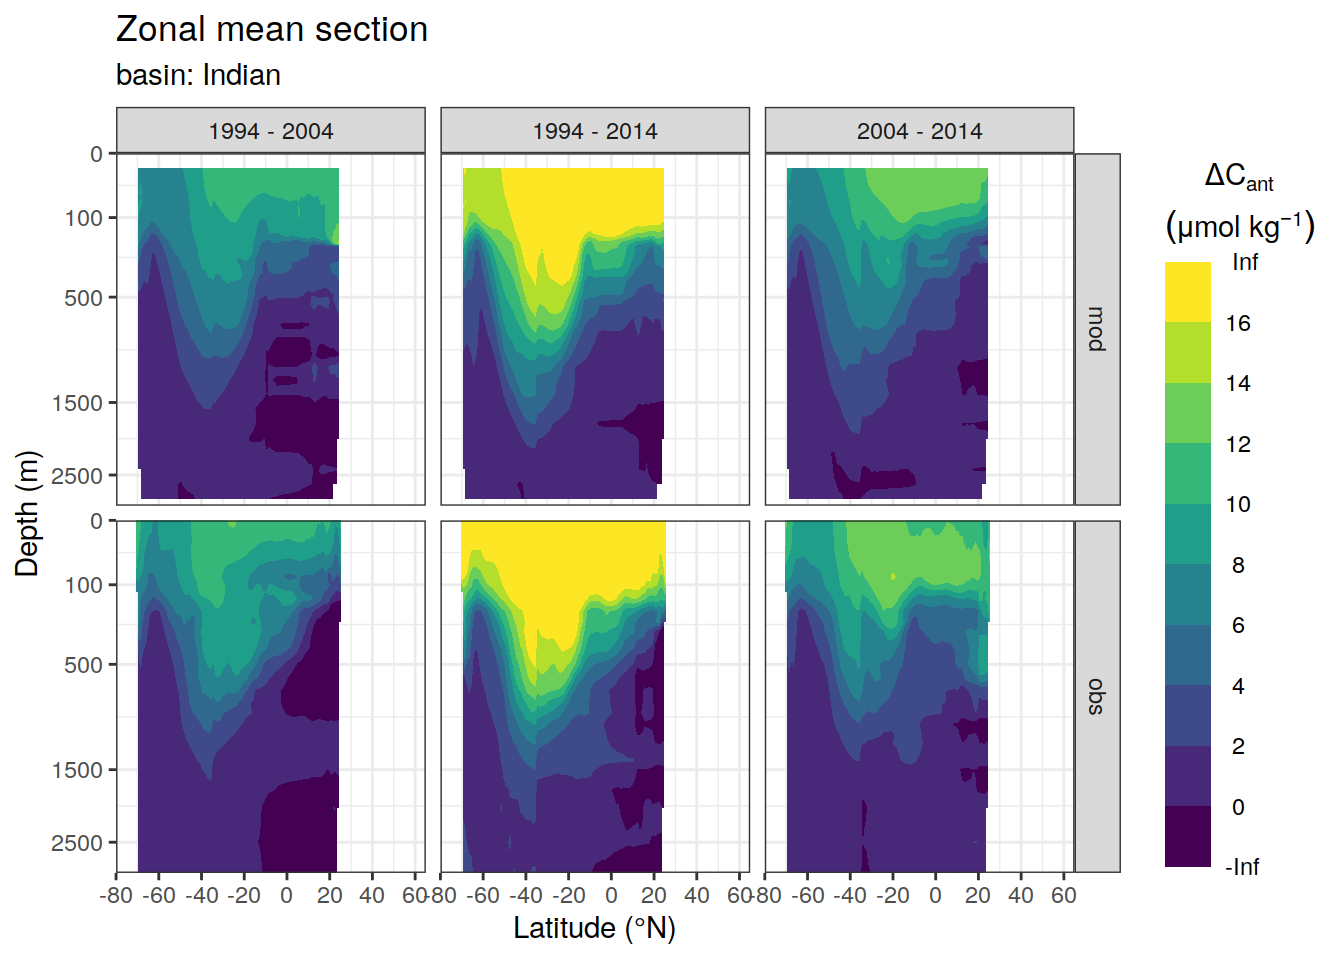 Zonal mean section
basin: Indian
1994 - 2004
1994 - 2014
2004 - 2014
0
100
500
1500
2500
mod
0
100
500
1500
2500
obs
-80 -60 -40 -20 0 20 40 60
-80 -60 -40 -20 0 20 40 60
-80 -60 -40 -20 0 20 40 60
Latitude (°N)
Depth (m)
ΔCant
(μmol kg⁻¹)
Inf
16
14
12
10
8
6
4
2
0
-Inf